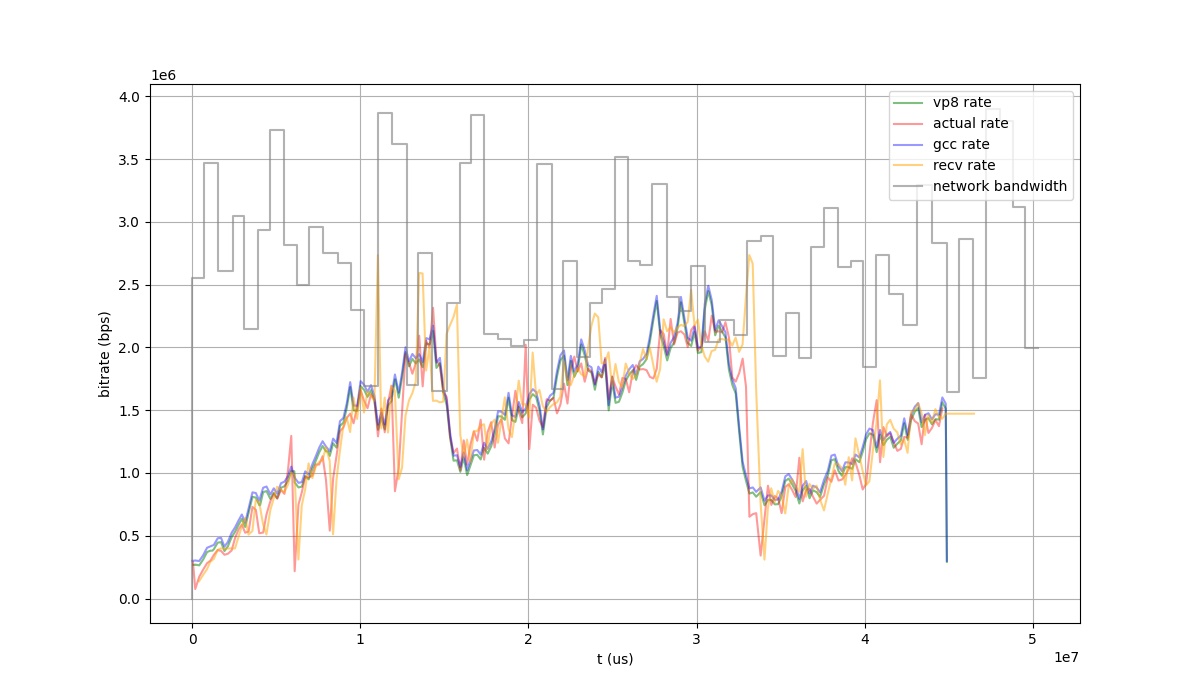 1e6
4.0
3.5
3.0
2.5
2.0
1.5
1.0
0.5
0.0
bitrate (bps)
vp8 rate
actual rate
gcc rate
recv rate
network bandwidth
0
1
2
3
4
5
t (us)
1e7